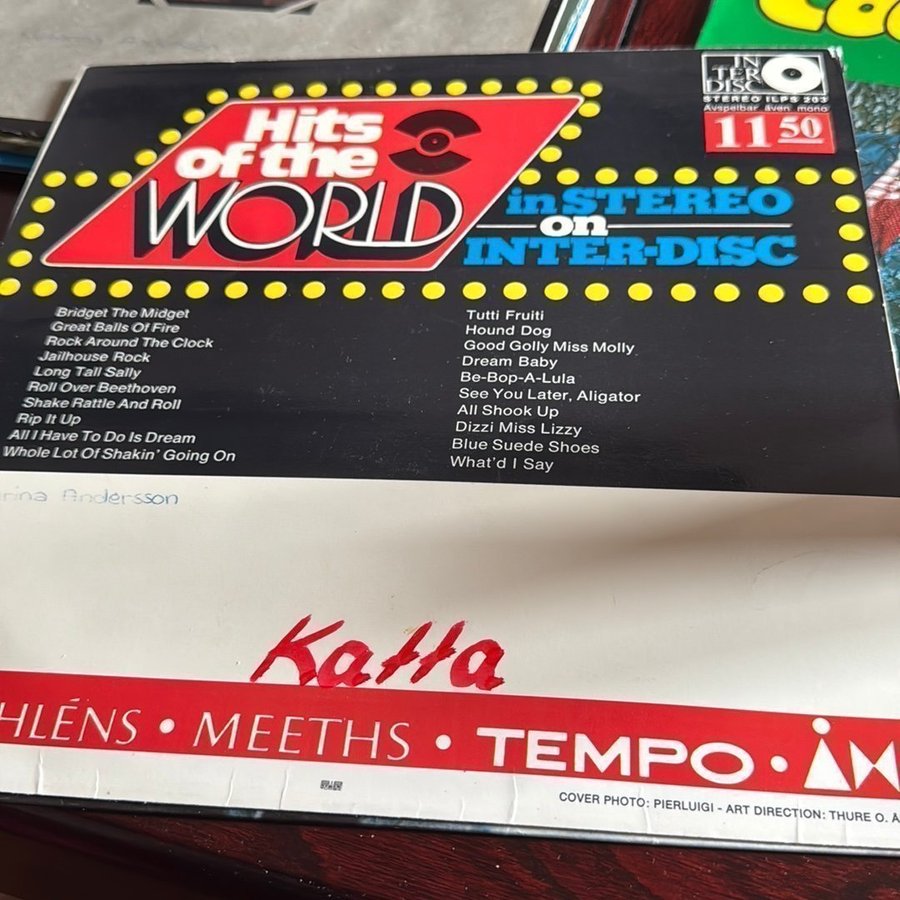 IN
TER
DISC
STEREO ILPS 203
Avspelbar även mono
11 50
Hits
of the
WORLD
in STEREO
on
INTER-DISC
Bridget The Midget
Great Balls Of Fire
Rock Around The Clock
Jailhouse Rock
Long Tall Sally
Roll Over Beethoven
Shake Rattle And Roll
Rip It Up
All I Have To Do Is Dream
Whole Lot Of Shakin' Going On
Tutti Fruiti
Hound Dog
Good Golly Miss Molly
Dream Baby
Be-Bop-A-Lula
See You Later, Aligator
All Shook Up
Dizzi Miss Lizzy
Blue Suede Shoes
What'd I Say
rina Andersson
Katta
HLÉNS • MEETHS • TEMPO •
COVER PHOTO: PIERLUIGI - ART DIRECTION: THURE O.